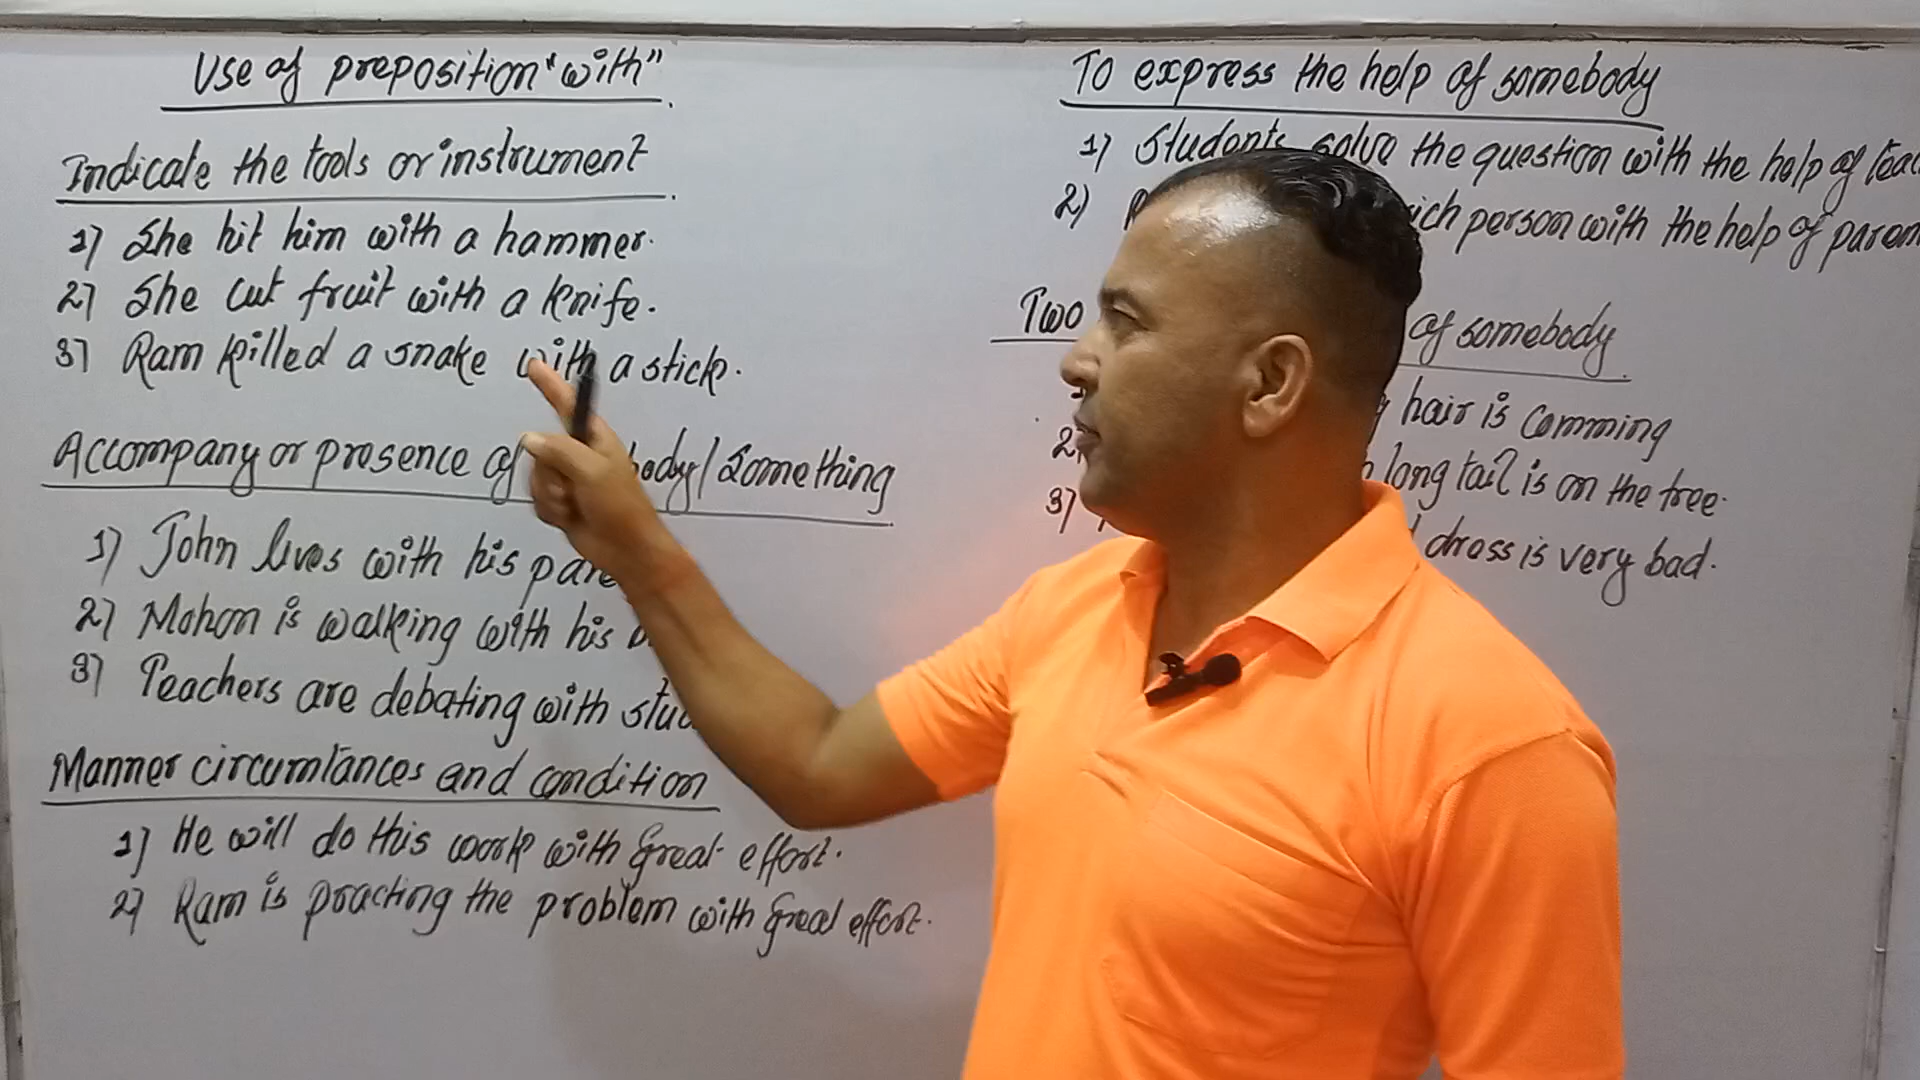 Use of preposition "with"
Indicate the tools or instrument
1) She hit him with a hammer.
2) She cut fruit with a knife.
3) Ram killed a snake with a stick.
Accompany or presence of body/Something
1) John lives with his
2) Mohan is walking with his
3) Teachers are debating with
Manner circumtances and condition
1) He will do this work with great effort.
2) Ram is practing the problem with great effort.
To express the help of somebody
1) Students solve the question with the help of
2) person with the help of
Two of somebody
hair is comming
2) long tail is on the tree.
3) dress is very bad.